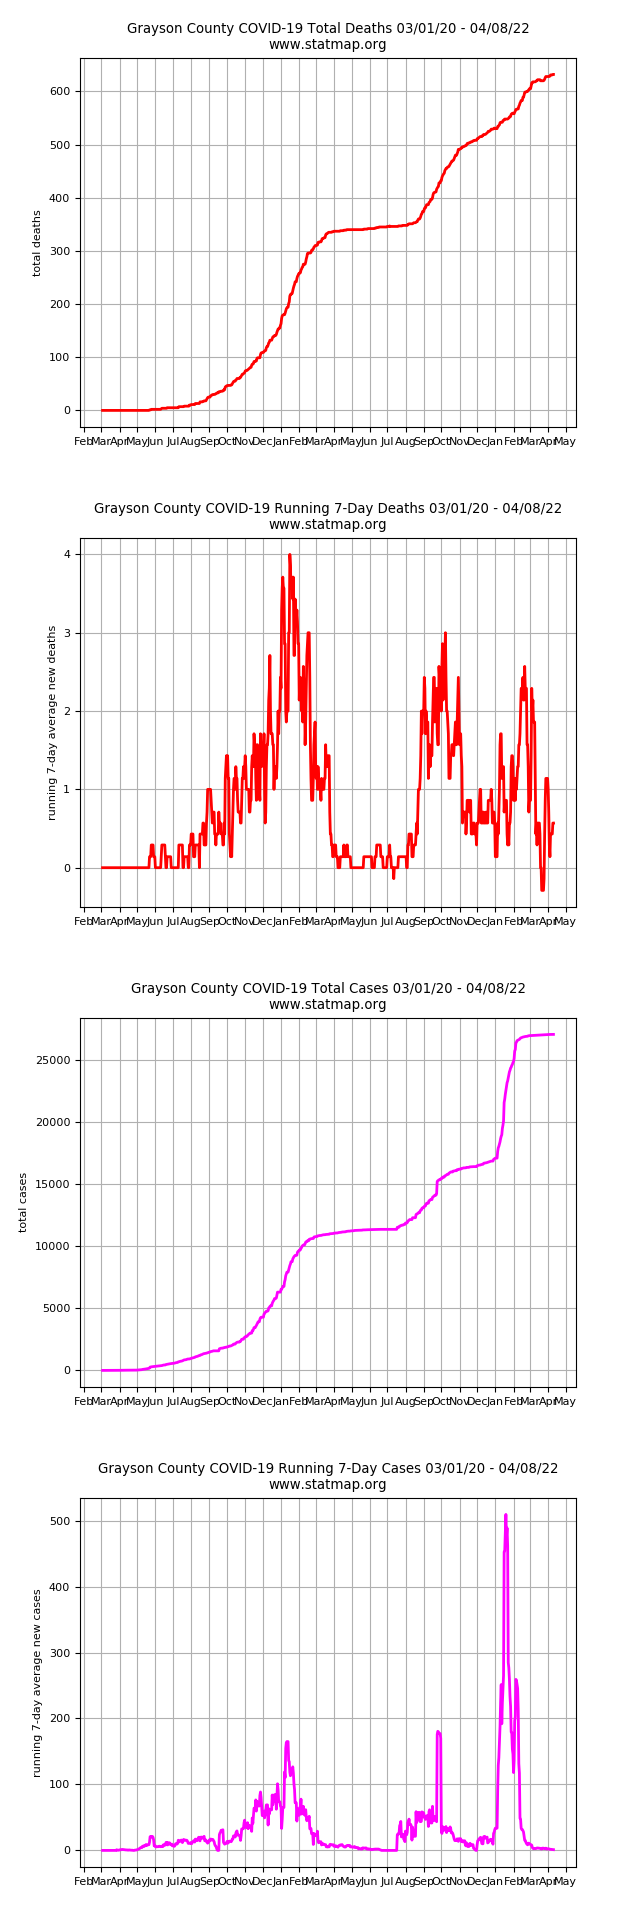 Grayson County COVID-19 Total Deaths 03/01/20 - 04/08/22
www.statmap.org
total deaths
600
500
400
300
200
100
0
Feb Mar Apr May Jun Jul Aug Sep Oct Nov Dec Jan Feb Mar Apr May Jun Jul Aug Sep Oct Nov Dec Jan Feb Mar Apr May
Grayson County COVID-19 Running 7-Day Deaths 03/01/20 - 04/08/22
www.statmap.org
running 7-day average new deaths
4
3
2
1
0
Feb Mar Apr May Jun Jul Aug Sep Oct Nov Dec Jan Feb Mar Apr May Jun Jul Aug Sep Oct Nov Dec Jan Feb Mar Apr May
Grayson County COVID-19 Total Cases 03/01/20 - 04/08/22
www.statmap.org
total cases
25000
20000
15000
10000
5000
0
Feb Mar Apr May Jun Jul Aug Sep Oct Nov Dec Jan Feb Mar Apr May Jun Jul Aug Sep Oct Nov Dec Jan Feb Mar Apr May
Grayson County COVID-19 Running 7-Day Cases 03/01/20 - 04/08/22
www.statmap.org
running 7-day average new cases
500
400
300
200
100
0
Feb Mar Apr May Jun Jul Aug Sep Oct Nov Dec Jan Feb Mar Apr May Jun Jul Aug Sep Oct Nov Dec Jan Feb Mar Apr May